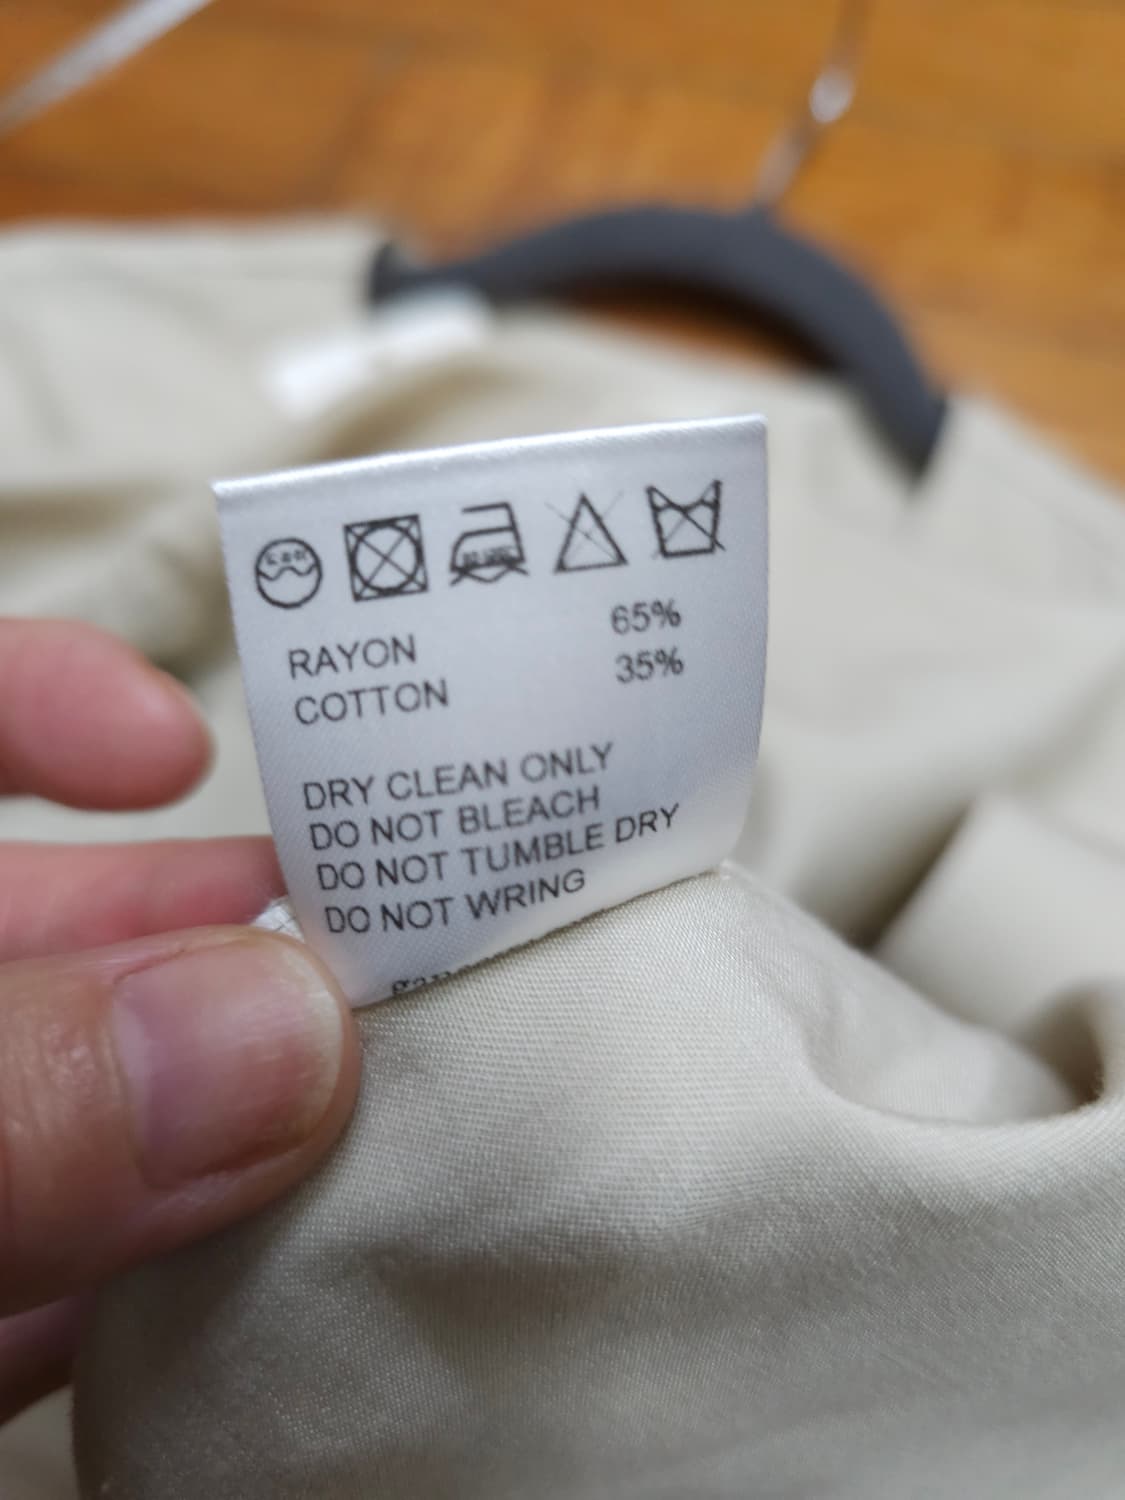 RAYON 65%
COTTON 35%
DRY CLEAN ONLY
DO NOT BLEACH
DO NOT TUMBLE DRY
DO NOT WRING